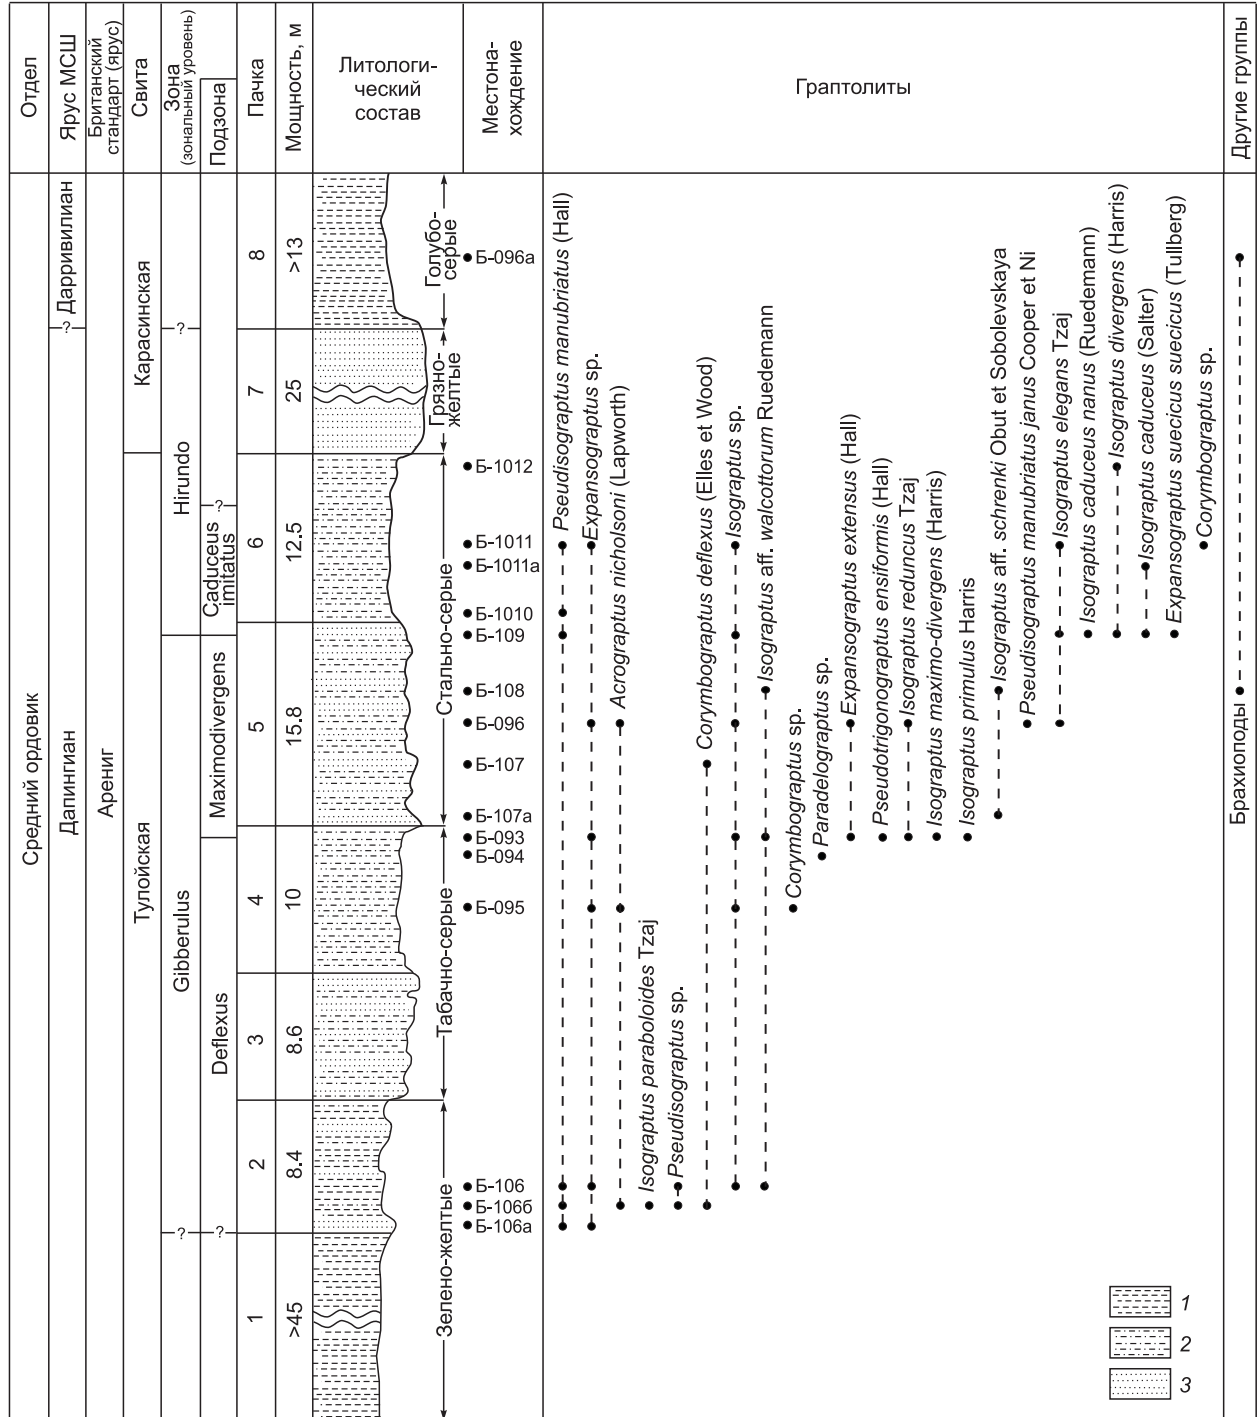 Отдел
Ярус МСШ
Британский
стандарт (ярус)
Свита
Зона
(зональный уровень)
Подзона
Пачка
Мощность, м
Литологи-
ческий
состав
Местона-
хождение
Граптолиты
Другие группы
Средний ордовик
Дарривилиан
?
Дапингиан
Арениг
Карасинская
Тулойская
?
Hirundo
Gibberulus
?
?
Caduceus
imitatus
Maximodivergens
Deflexus
?
8
7
6
5
4
3
2
1
>13
25
12.5
15.8
10
8.6
8.4
>45
Голубо-
серые
Грязно-
желтые
Стально-серые
Табачно-серые
Зелено-желтые
Б-096а
Б-1012
Б-1011
Б-1011а
Б-1010
Б-109
Б-108
Б-096
Б-107
Б-107а
Б-093
Б-094
Б-095
Б-106
Б-106б
Б-106а
Pseudisograptus manubriatus (Hall)
Expansograptus sp.
Acrograptus nicholsoni (Lapworth)
Isograptus paraboloides Tzaj
Pseudisograptus sp.
Corymbograptus deflexus (Elles et Wood)
Isograptus sp.
Isograptus aff. walcottorum Ruedemann
Corymbograptus sp.
Paradelograptus sp.
Expansograptus extensus (Hall)
Pseudotrigonograptus ensiformis (Hall)
Isograptus reduncus Tzaj
Isograptus maximo-divergens (Harris)
Isograptus primulus Harris
Isograptus aff. schrenki Obut et Sobolevskaya
Pseudisograptus manubriatus janus Cooper et Ni
Isograptus elegans Tzaj
Isograptus caduceus nanus (Ruedemann)
Isograptus divergens (Harris)
Isograptus caduceus (Salter)
Expansograptus suecicus suecicus (Tullberg)
Corymbograptus sp.
Брахиоподы
1
2
3